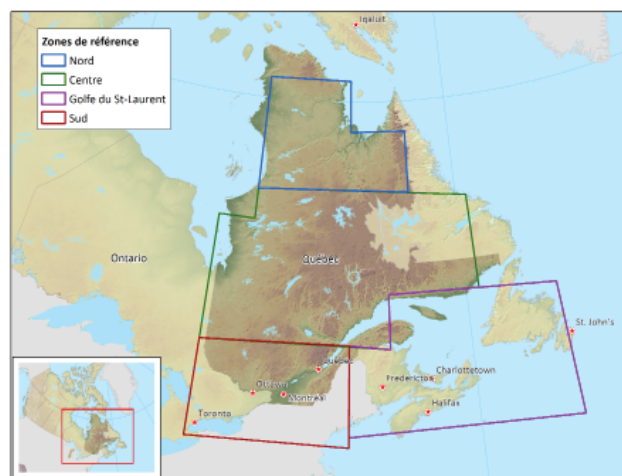 Iqaluit
Zones de référence
Nord
Centre
Golfe du St-Laurent
Sud
Ontario
Québec
St. John's
Québec
Charlottetown
Fredericton
Ottawa
Montréal
Halifax
Toronto